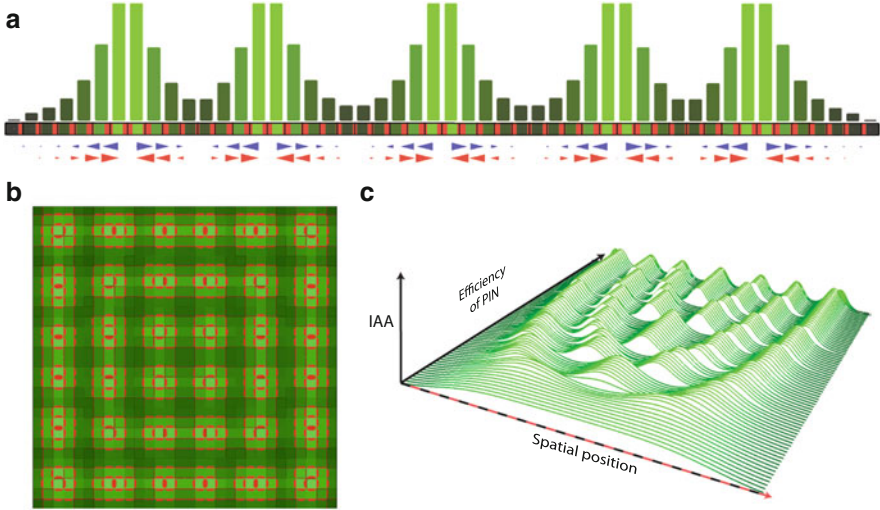 a
b
c
Efficiency
of PIN
IAA
Spatial position